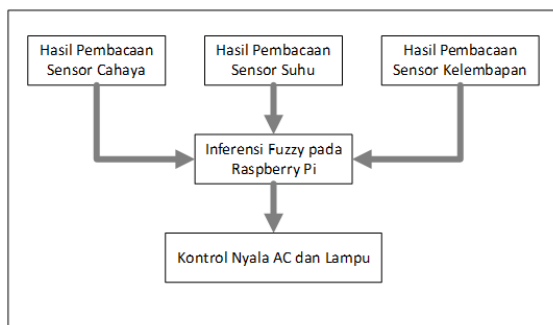 Hasil Pembacaan
Sensor Cahaya
Hasil Pembacaan
Sensor Suhu
Hasil Pembacaan
Sensor Kelembapan
Inferensi Fuzzy pada
Raspberry Pi
Kontrol Nyala AC dan Lampu